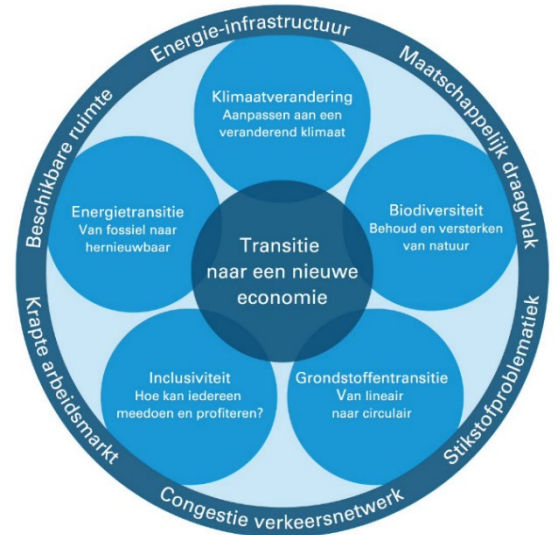 Energie-infrastructuur
Maatschappelijk draagvlak
Stikstofproblematiek
Congestie verkeersnetwerk
Krapte arbeidsmarkt
Beschikbare ruimte
Klimaatverandering
Aanpassen aan een
veranderend klimaat
Biodiversiteit
Behoud en versterken
van natuur
Grondstoffentransitie
Van lineair
naar circulair
Inclusiviteit
Hoe kan iedereen
meedoen en profiteren?
Energietransitie
Van fossiel naar
hernieuwbaar
Transitie
naar een nieuwe
economie